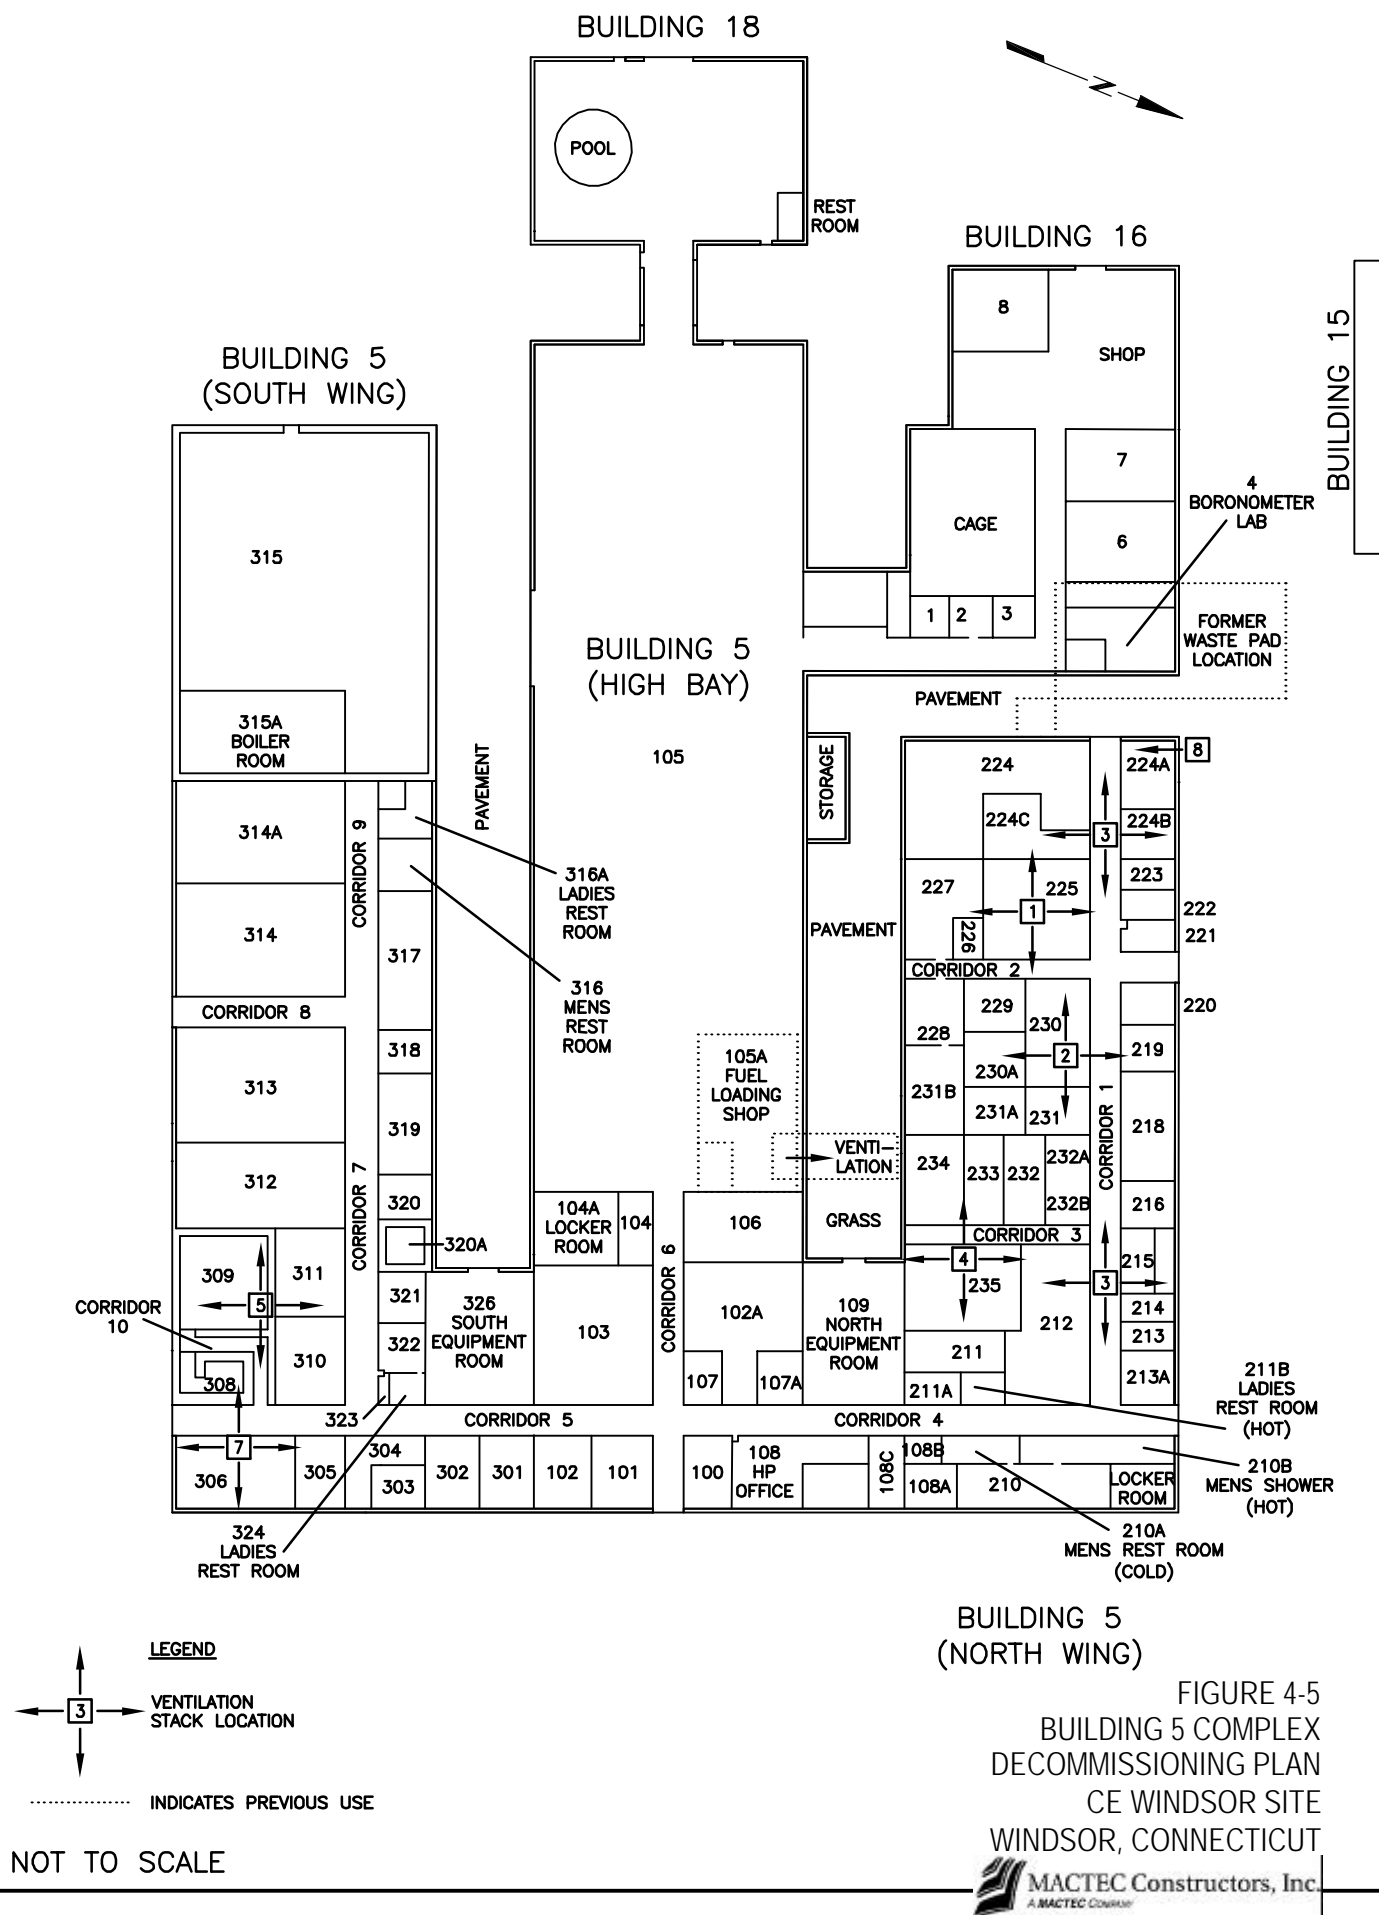 BUILDING 18
POOL
REST
ROOM
N
BUILDING 16
8
SHOP
7
6
CAGE
1
2
3
4
BORONOMETER
LAB
BUILDING 15
FORMER
WASTE PAD
LOCATION
PAVEMENT
BUILDING 5
(SOUTH WING)
315
315A
BOILER
ROOM
314A
314
CORRIDOR 9
CORRIDOR 8
313
312
CORRIDOR 7
PAVEMENT
316A
LADIES
REST
ROOM
316
MENS
REST
ROOM
317
318
319
320
320A
321
322
323
309
311
5
CORRIDOR
10
310
308
326
SOUTH
EQUIPMENT
ROOM
CORRIDOR 5
7
306
305
304
303
302
301
324
LADIES
REST ROOM
BUILDING 5
(HIGH BAY)
105
105A
FUEL
LOADING
SHOP
VENTI-
LATION
104A
LOCKER
ROOM
104
106
CORRIDOR 6
103
102A
107
107A
102
101
100
108
HP
OFFICE
108C
STORAGE
PAVEMENT
GRASS
109
NORTH
EQUIPMENT
ROOM
CORRIDOR 4
224
224A
8
224C
224B
3
227
225
223
1
226
222
221
CORRIDOR 2
229
230
220
228
2
219
230A
231B
231A
231
CORRIDOR 1
218
234
233
232
232A
232B
216
CORRIDOR 3
4
235
215
3
212
214
213
211
211A
213A
211B
LADIES
REST ROOM
(HOT)
108B
108A
210
LOCKER
ROOM
210B
MENS SHOWER
(HOT)
210A
MENS REST ROOM
(COLD)
BUILDING 5
(NORTH WING)
LEGEND
3
VENTILATION
STACK LOCATION
INDICATES PREVIOUS USE
NOT TO SCALE
FIGURE 4-5
BUILDING 5 COMPLEX
DECOMMISSIONING PLAN
CE WINDSOR SITE
WINDSOR, CONNECTICUT
MACTEC Constructors, Inc.
A MACTEC COMPANY